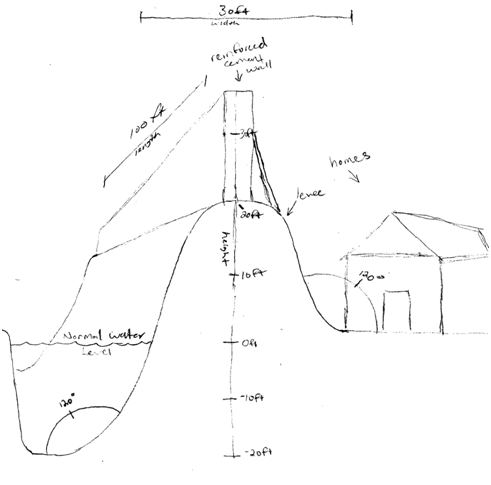 30ft
width
reinforced
cement
wall
100 ft
length
30ft
homes
levee
20ft
height
10ft
120°
Normal water
Level
0ft
120°
-10ft
-20ft